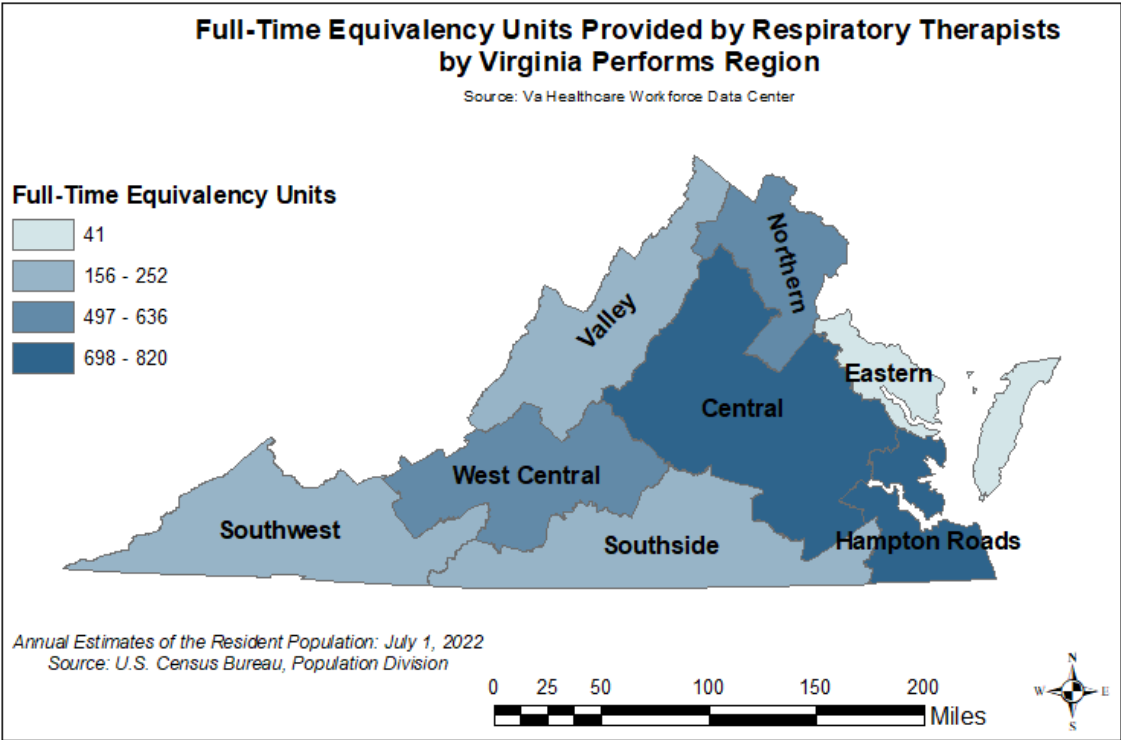 Full-Time Equivalency Units Provided by Respiratory Therapists
by Virginia Performs Region
Source: Va Healthcare Workforce Data Center
Full-Time Equivalency Units
41
156 - 252
497 - 636
698 - 820
Northern
Valley
Eastern
Central
West Central
Southwest
Southside
Hampton Roads
Annual Estimates of the Resident Population: July 1, 2022
Source: U.S. Census Bureau, Population Division
0 25 50 100 150 200
Miles
N
W E
S